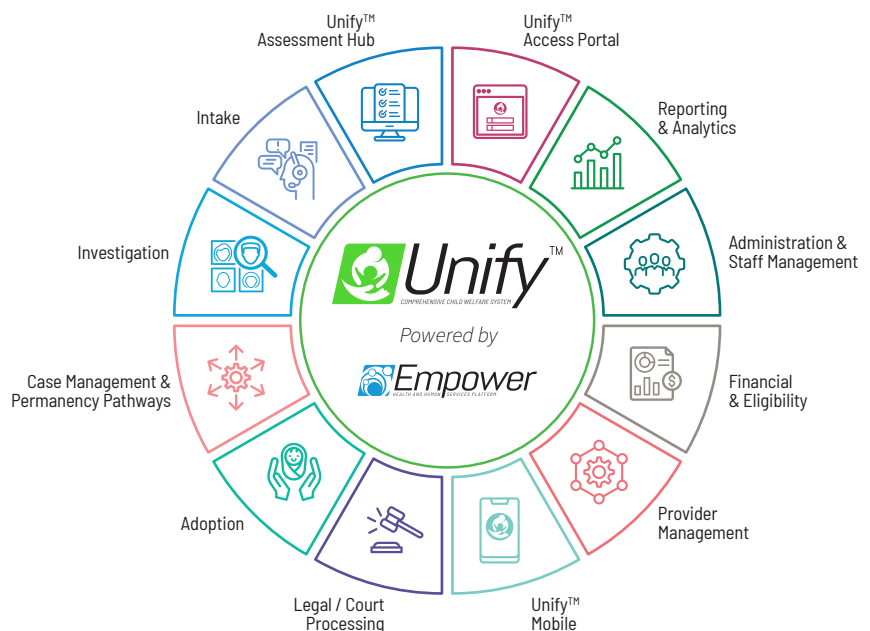 Unify™
Assessment Hub
Unify™
Access Portal
Intake
Reporting
& Analytics
Investigation
Administration &
Staff Management
Unify™
COMPREHENSIVE CHILD WELFARE SYSTEM
Powered by
Empower
HEALTH AND HUMAN SERVICES PLATFORM
Case Management &
Permanency Pathways
Financial
& Eligibility
$
Adoption
Provider
Management
Legal / Court
Processing
Unify™
Mobile